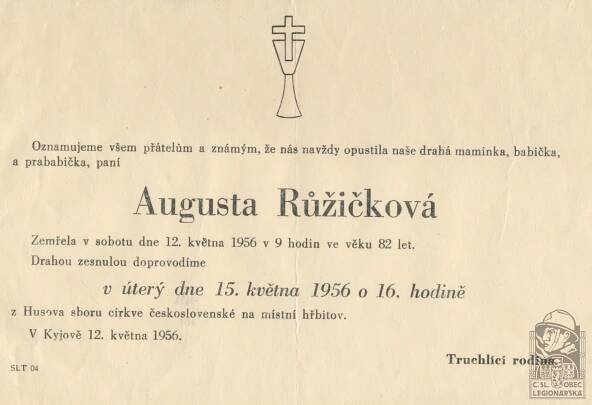 Oznamujeme všem přátelům a známým, že nás navždy opustila naše drahá maminka, babička,
a prababička, paní
Augusta Růžičková
Zemřela v sobotu dne 12. května 1956 v 9 hodin ve věku 82 let.
Drahou zesnulou doprovodíme
v úterý dne 15. května 1956 o 16. hodině
z Husova sboru církve československé na místní hřbitov.
V Kyjově 12. května 1956.
Truchlící rodina.
SLT 04
ČSL. OBEC
LEGIONÁŘSKÁ